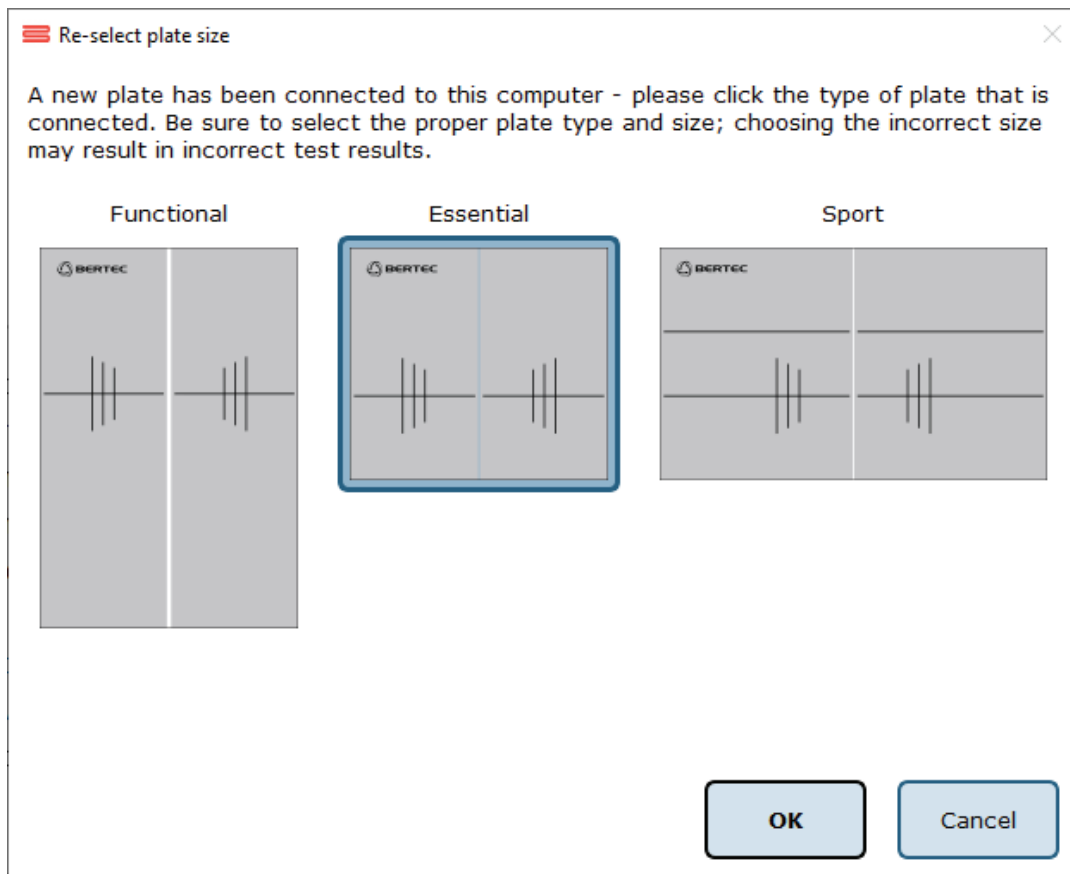 Re-select plate size
A new plate has been connected to this computer - please click the type of plate that is
connected. Be sure to select the proper plate type and size; choosing the incorrect size
may result in incorrect test results.
Functional
Essential
Sport
BERTEC
BERTEC
BERTEC
OK
Cancel